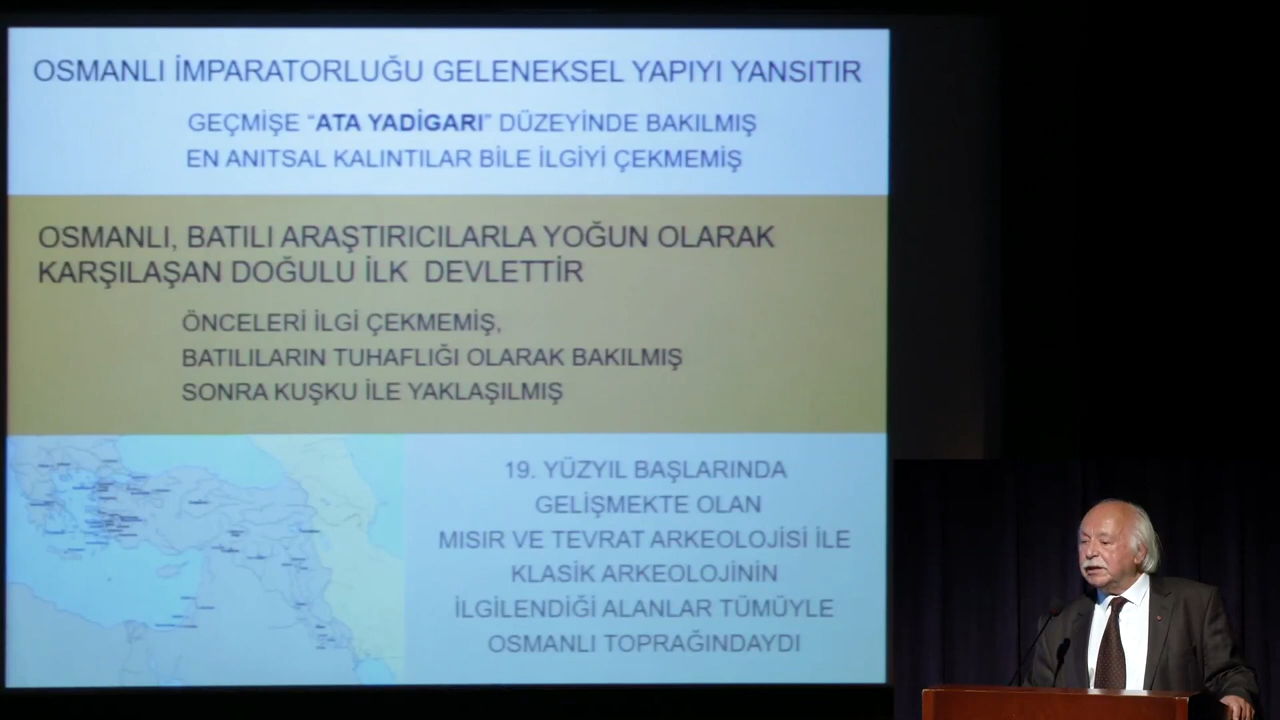 OSMANLI İMPARATORLUĞU GELENEKSEL YAPIYI YANSITIR
GEÇMİŞE “ATA YADİGARI” DÜZEYİNDE BAKILMIŞ
EN ANITSAL KALINTILAR BİLE İLGİYİ ÇEKMEMİŞ
OSMANLI, BATILI ARAŞTIRICILARLA YOĞUN OLARAK
KARŞILAŞAN DOĞULU İLK DEVLETTİR
ÖNCELERİ İLGİ ÇEKMEMİŞ,
BATILILARIN TUHAFLIĞI OLARAK BAKILMIŞ
SONRA KUŞKU İLE YAKLAŞILMIŞ
19. YÜZYIL BAŞLARINDA
GELİŞMEKTE OLAN
MISIR VE TEVRAT ARKEOLOJİSİ İLE
KLASİK ARKEOLOJİNİN
İLGİLENDİĞİ ALANLAR TÜMÜYLE
OSMANLI TOPRAĞINDAYDI